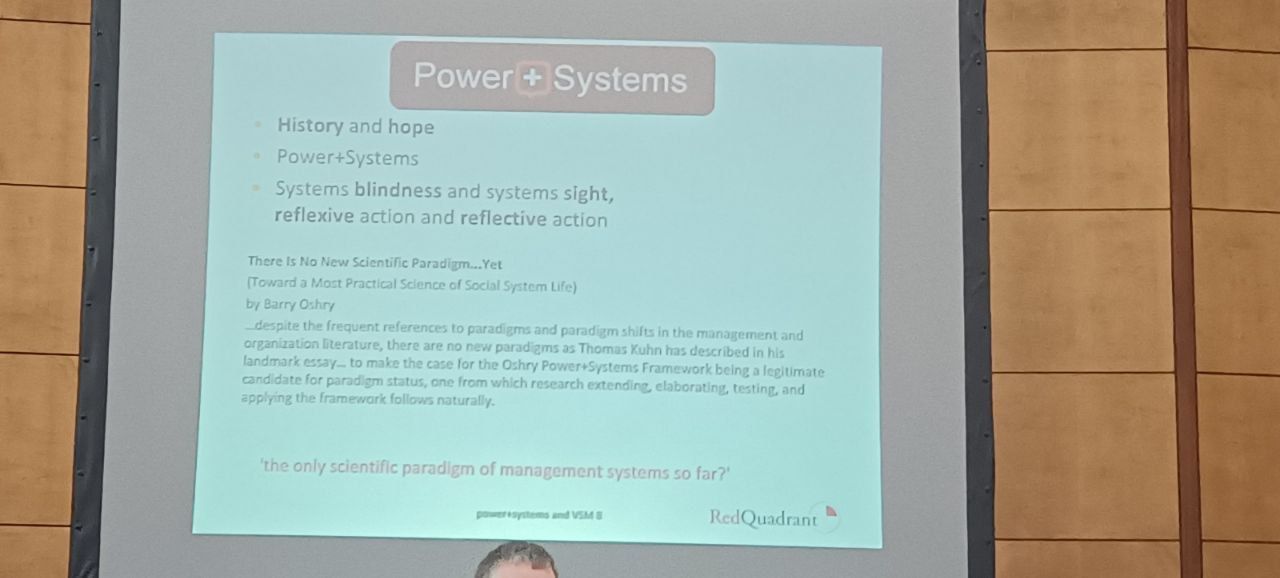 Power + Systems
• History and hope
• Power+Systems
• Systems blindness and systems sight,
reflexive action and reflective action
There Is No New Scientific Paradigm...Yet
(Toward a Most Practical Science of Social System Life)
by Barry Oshry
...despite the frequent references to paradigms and paradigm shifts in the management and
organization literature, there are no new paradigms as Thomas Kuhn has described in his
landmark essay... to make the case for the Oshry Power+Systems Framework being a legitimate
candidate for paradigm status, one from which research extending, elaborating, testing, and
applying the framework follows naturally.
'the only scientific paradigm of management systems so far?'
power+systems and VSM 8
RedQuadrant